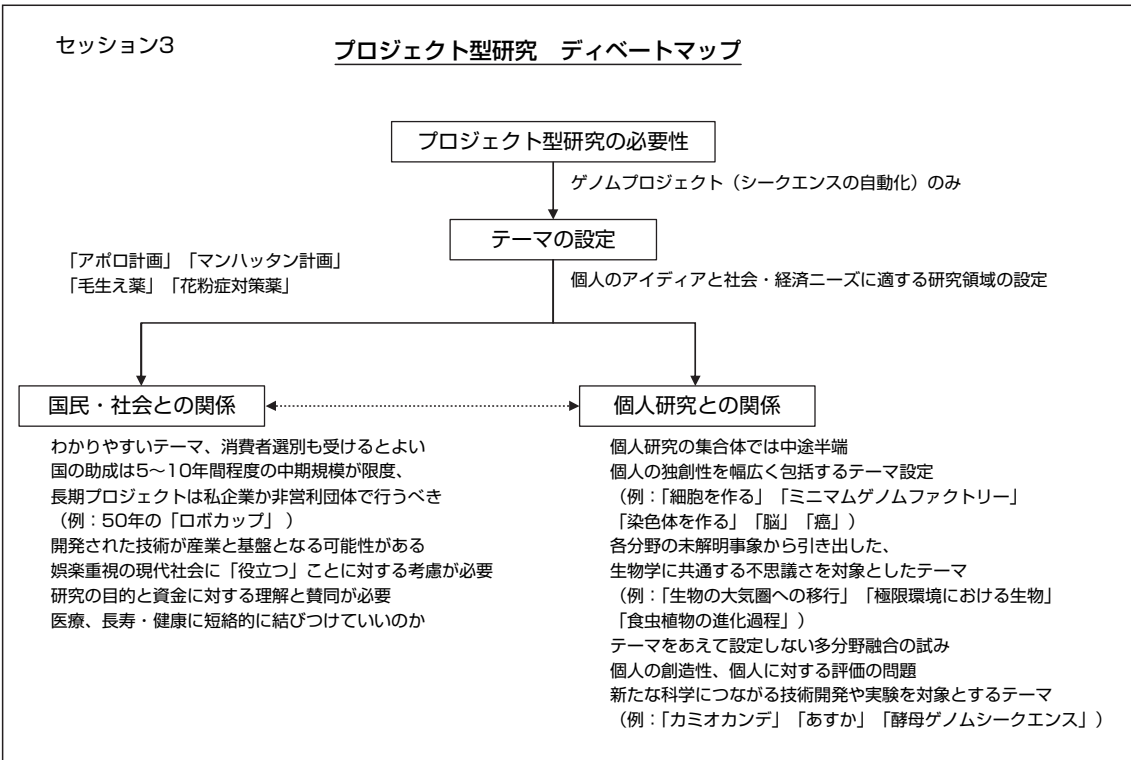 セッション3
プロジェクト型研究　ディベートマップ
プロジェクト型研究の必要性
ゲノムプロジェクト（シークエンスの自動化）のみ
テーマの設定
「アポロ計画」「マンハッタン計画」
「毛生え薬」「花粉症対策薬」
個人のアイディアと社会・経済ニーズに適する研究領域の設定
国民・社会との関係
わかりやすいテーマ、消費者選別も受けるとよい
国の助成は5～10年間程度の中期規模が限度、
長期プロジェクトは私企業か非営利団体で行うべき
（例：50年の「ロボカップ」）
開発された技術が産業と基盤となる可能性がある
娯楽重視の現代社会に「役立つ」ことに対する考慮が必要
研究の目的と資金に対する理解と賛同が必要
医療、長寿・健康に短絡的に結びつけていいのか
個人研究との関係
個人研究の集合体では中途半端
個人の独創性を幅広く包括するテーマ設定
（例：「細胞を作る」「ミニマムゲノムファクトリー」
「染色体を作る」「脳」「癌」）
各分野の未解明事象から引き出した、
生物学に共通する不思議さを対象としたテーマ
（例：「生物の大気圏への移行」「極限環境における生物」
「食虫植物の進化過程」）
テーマをあえて設定しない多分野融合の試み
個人の創造性、個人に対する評価の問題
新たな科学につながる技術開発や実験を対象とするテーマ
（例：「カミオカンデ」「あすか」「酵母ゲノムシークエンス」）